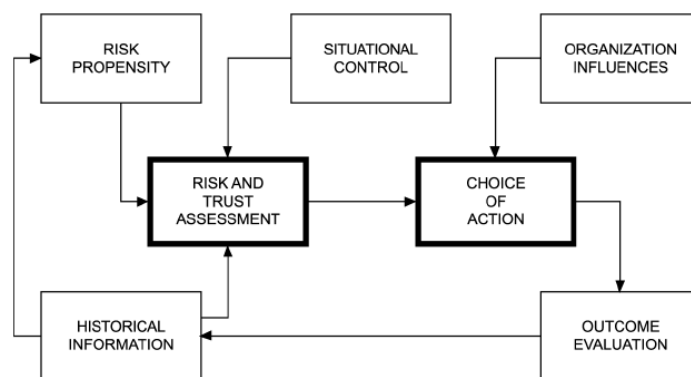 RISK
PROPENSITY
SITUATIONAL
CONTROL
ORGANIZATION
INFLUENCES
RISK AND
TRUST
ASSESSMENT
CHOICE
OF
ACTION
HISTORICAL
INFORMATION
OUTCOME
EVALUATION